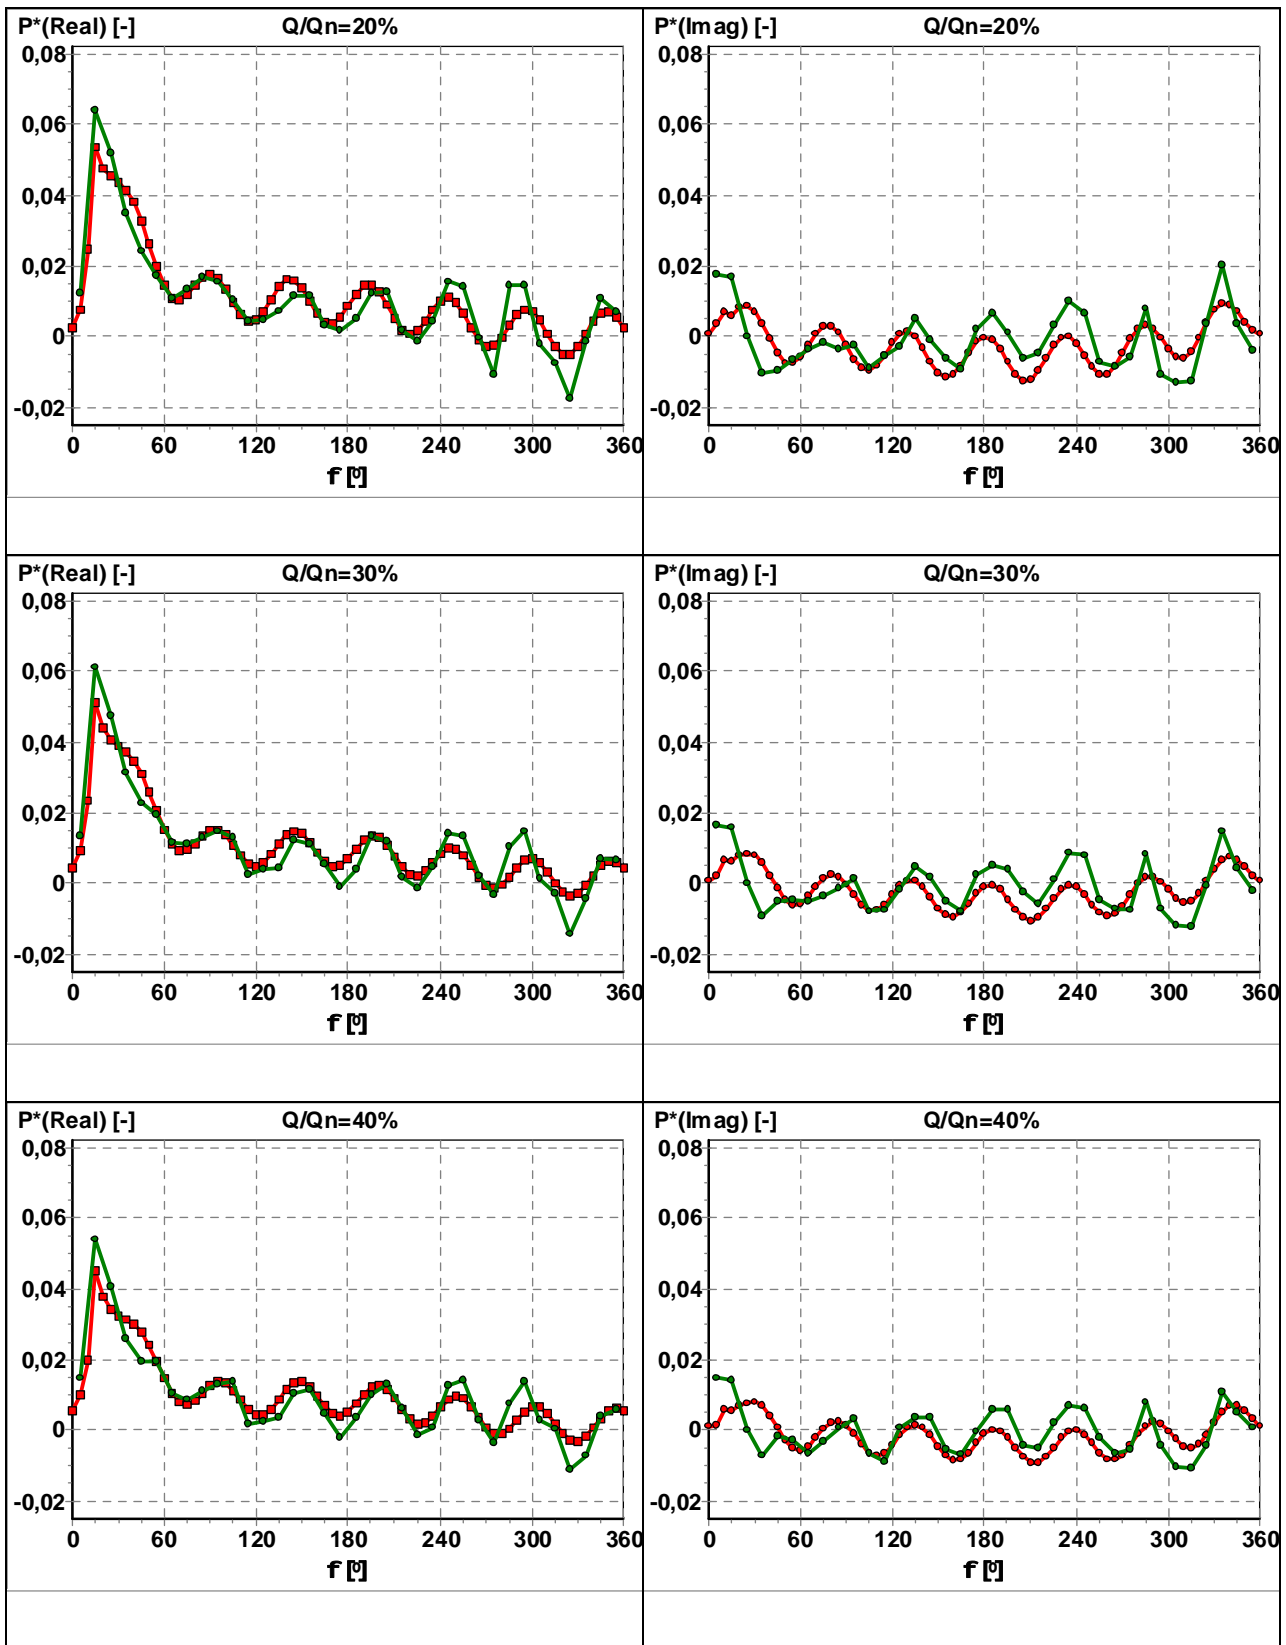 P*(Real) [-] Q/Qn=20%
0,08
0,06
0,04
0,02
0
-0,02
0 60 120 180 240 300 360
f [º]
P*(Imag) [-] Q/Qn=20%
0,08
0,06
0,04
0,02
0
-0,02
0 60 120 180 240 300 360
f [º]
P*(Real) [-] Q/Qn=30%
0,08
0,06
0,04
0,02
0
-0,02
0 60 120 180 240 300 360
f [º]
P*(Imag) [-] Q/Qn=30%
0,08
0,06
0,04
0,02
0
-0,02
0 60 120 180 240 300 360
f [º]
P*(Real) [-] Q/Qn=40%
0,08
0,06
0,04
0,02
0
-0,02
0 60 120 180 240 300 360
f [º]
P*(Imag) [-] Q/Qn=40%
0,08
0,06
0,04
0,02
0
-0,02
0 60 120 180 240 300 360
f [º]